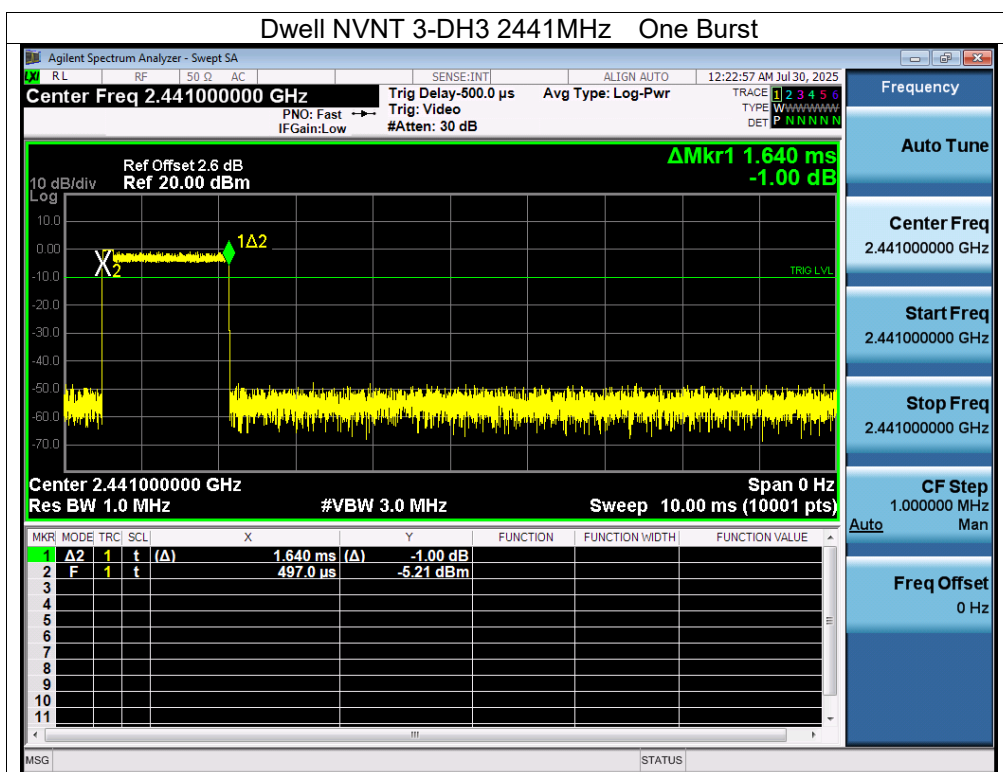 Dwell NVNT 3-DH3 2441MHz One Burst
Agilent Spectrum Analyzer - Swept SA
LXI RL RF 50 Ω AC SENSE:INT ALIGN AUTO 12:22:57 AM Jul 30, 2025
Center Freq 2.441000000 GHz
PNO: Fast
IFGain:Low
Trig Delay-500.0 µs
Trig: Video
#Atten: 30 dB
Avg Type: Log-Pwr
TRACE 1 2 3 4 5 6
TYPE WWWWWW
DET P N N N N N
ΔMkr1 1.640 ms
-1.00 dB
Ref Offset 2.6 dB
10 dB/div Ref 20.00 dBm
Log
10.0
0.00
-10.0
-20.0
-30.0
-40.0
-50.0
-60.0
-70.0
X2
1Δ2
TRIG LVL
Center 2.441000000 GHz Span 0 Hz
Res BW 1.0 MHz #VBW 3.0 MHz Sweep 10.00 ms (10001 pts)
MKR MODE TRC SCL X Y FUNCTION FUNCTION WIDTH FUNCTION VALUE
1 Δ2 1 t (Δ) 1.640 ms (Δ) -1.00 dB
2 F 1 t 497.0 µs -5.21 dBm
3
4
5
6
7
8
9
10
11
MSG STATUS
Frequency
Auto Tune
Center Freq
2.441000000 GHz
Start Freq
2.441000000 GHz
Stop Freq
2.441000000 GHz
CF Step
1.000000 MHz
Auto Man
Freq Offset
0 Hz